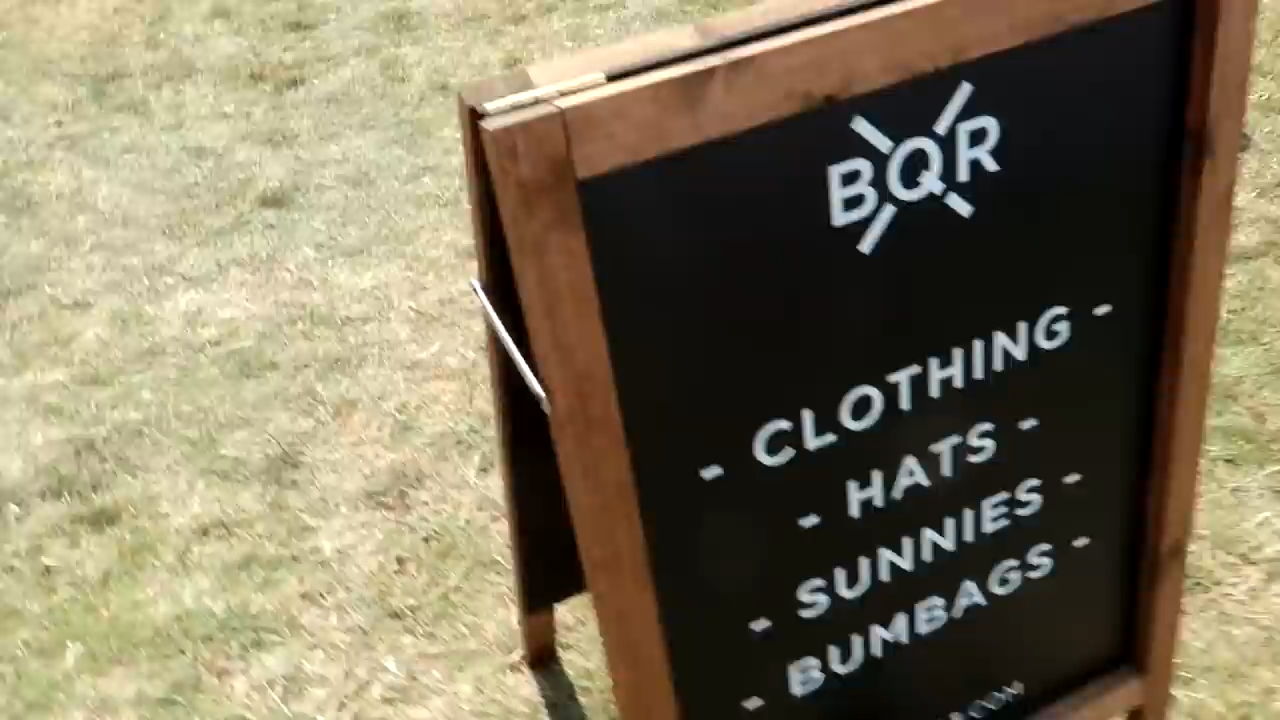 BQR
- CLOTHING -
- HATS -
- SUNNIES -
- BUMBAGS -